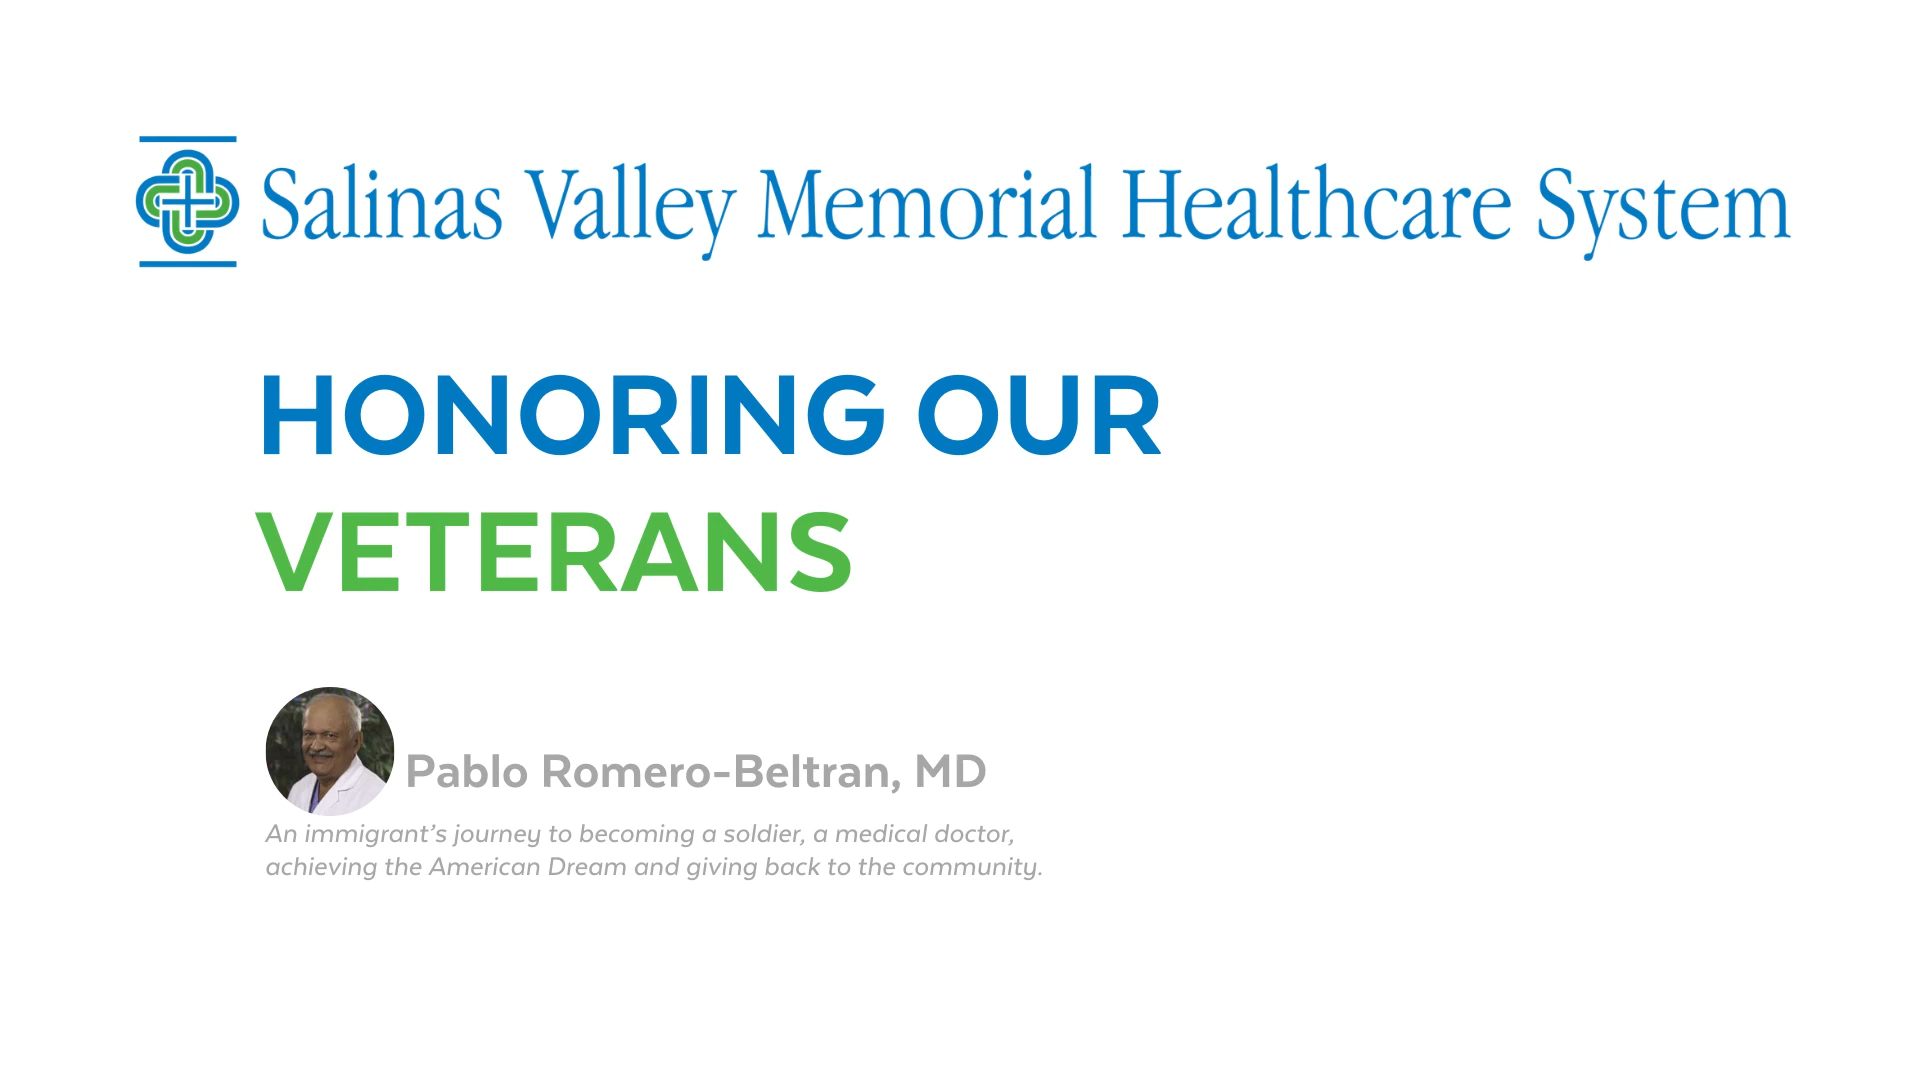 Salinas Valley Memorial Healthcare System
HONORING OUR
VETERANS
Pablo Romero-Beltran, MD
An immigrant’s journey to becoming a soldier, a medical doctor,
achieving the American Dream and giving back to the community.